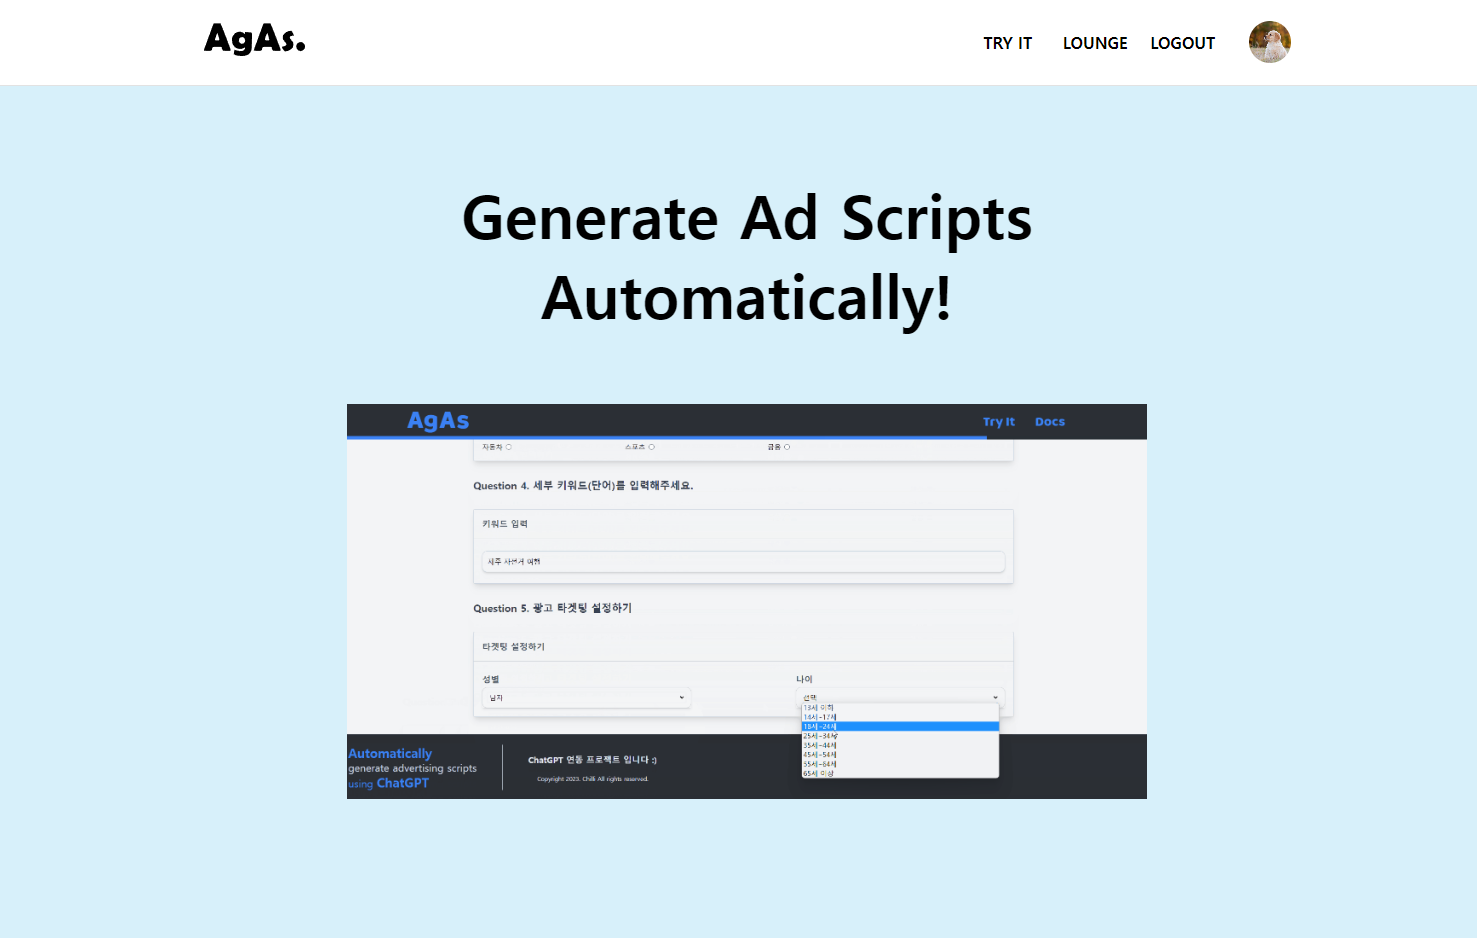 AgAs.
TRY IT
LOUNGE
LOGOUT
Generate Ad Scripts
Automatically!
AgAs
Try It
Docs
자동차
스포츠
금융
Question 4. 세부 키워드(단어)를 입력해주세요.
키워드 입력
제주 자전거 여행
Question 5. 광고 타겟팅 설정하기
타겟팅 설정하기
성별
나이
남자
선택
13세 이하
14세~17세
18세~24세
25세~34세
35세~44세
45세~54세
55세~64세
65세 이상
Automatically
generate advertising scripts
using ChatGPT
ChatGPT 연동 프로젝트 입니다 :)
Copyright 2023. Chilli All rights reserved.